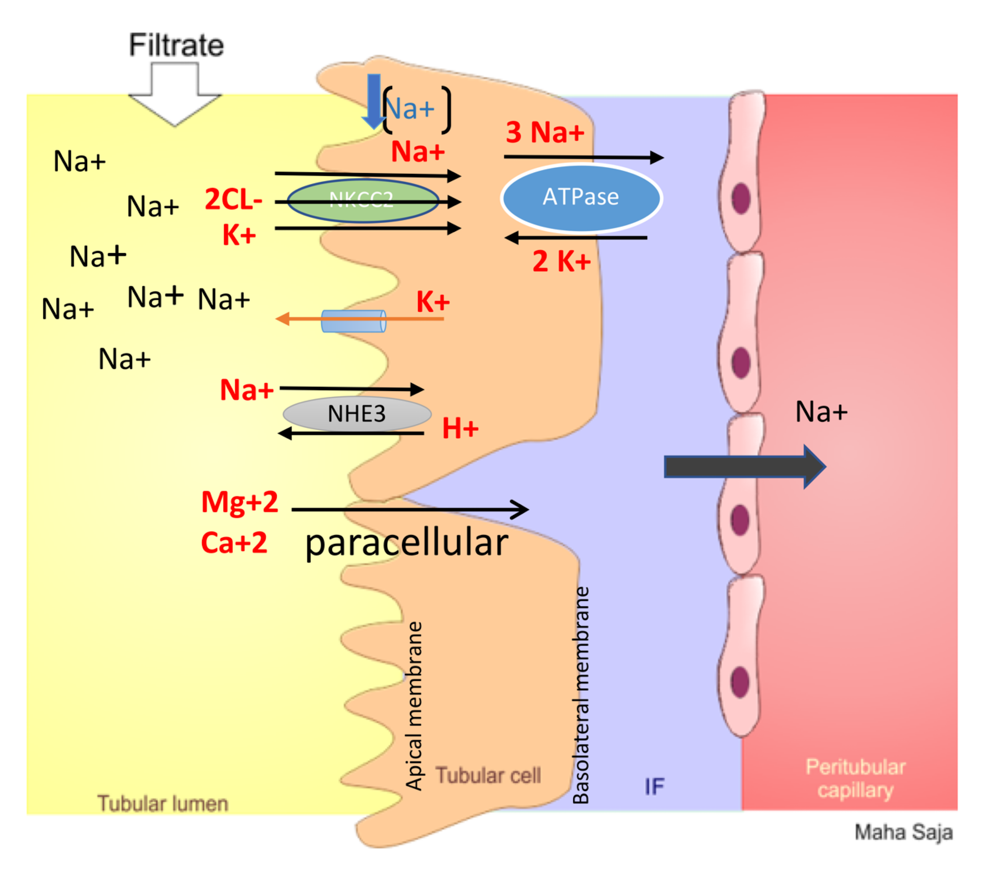 Filtrate
Na+
Na+
3 Na+
Na+
Na+
2CL-
NKCC2
ATPase
K+
Na+
2 K+
Na+
Na+
Na+
K+
Na+
Na+
NHE3
H+
Na+
Mg+2
Ca+2
paracellular
Apical membrane
Basolateral membrane
Tubular cell
IF
Peritubular
capillary
Tubular lumen
Maha Saja